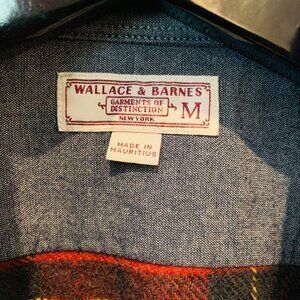 WALLACE & BARNES
GARMENTS OF
DISTINCTION
M
NEW YORK
MADE IN
MAURITIUS